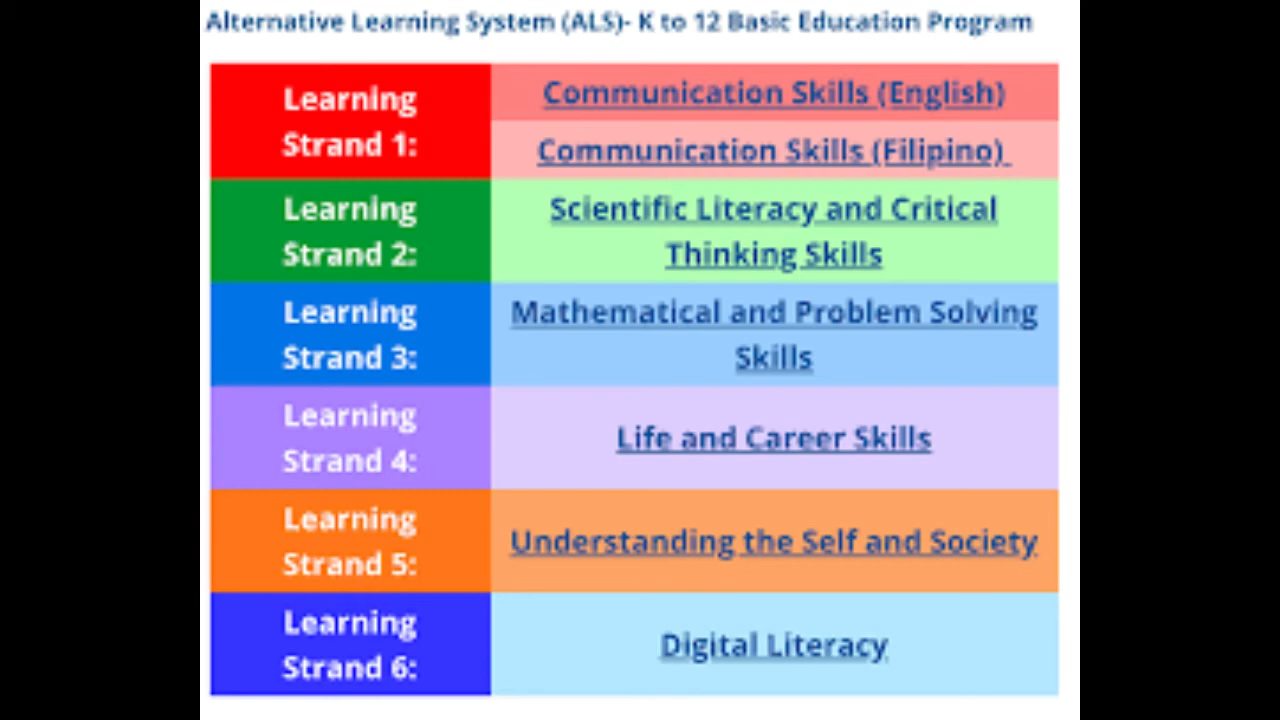 Alternative Learning System (ALS)- K to 12 Basic Education Program
Learning
Strand 1:
Communication Skills (English)
Communication Skills (Filipino)
Learning
Strand 2:
Scientific Literacy and Critical
Thinking Skills
Learning
Strand 3:
Mathematical and Problem Solving
Skills
Learning
Strand 4:
Life and Career Skills
Learning
Strand 5:
Understanding the Self and Society
Learning
Strand 6:
Digital Literacy